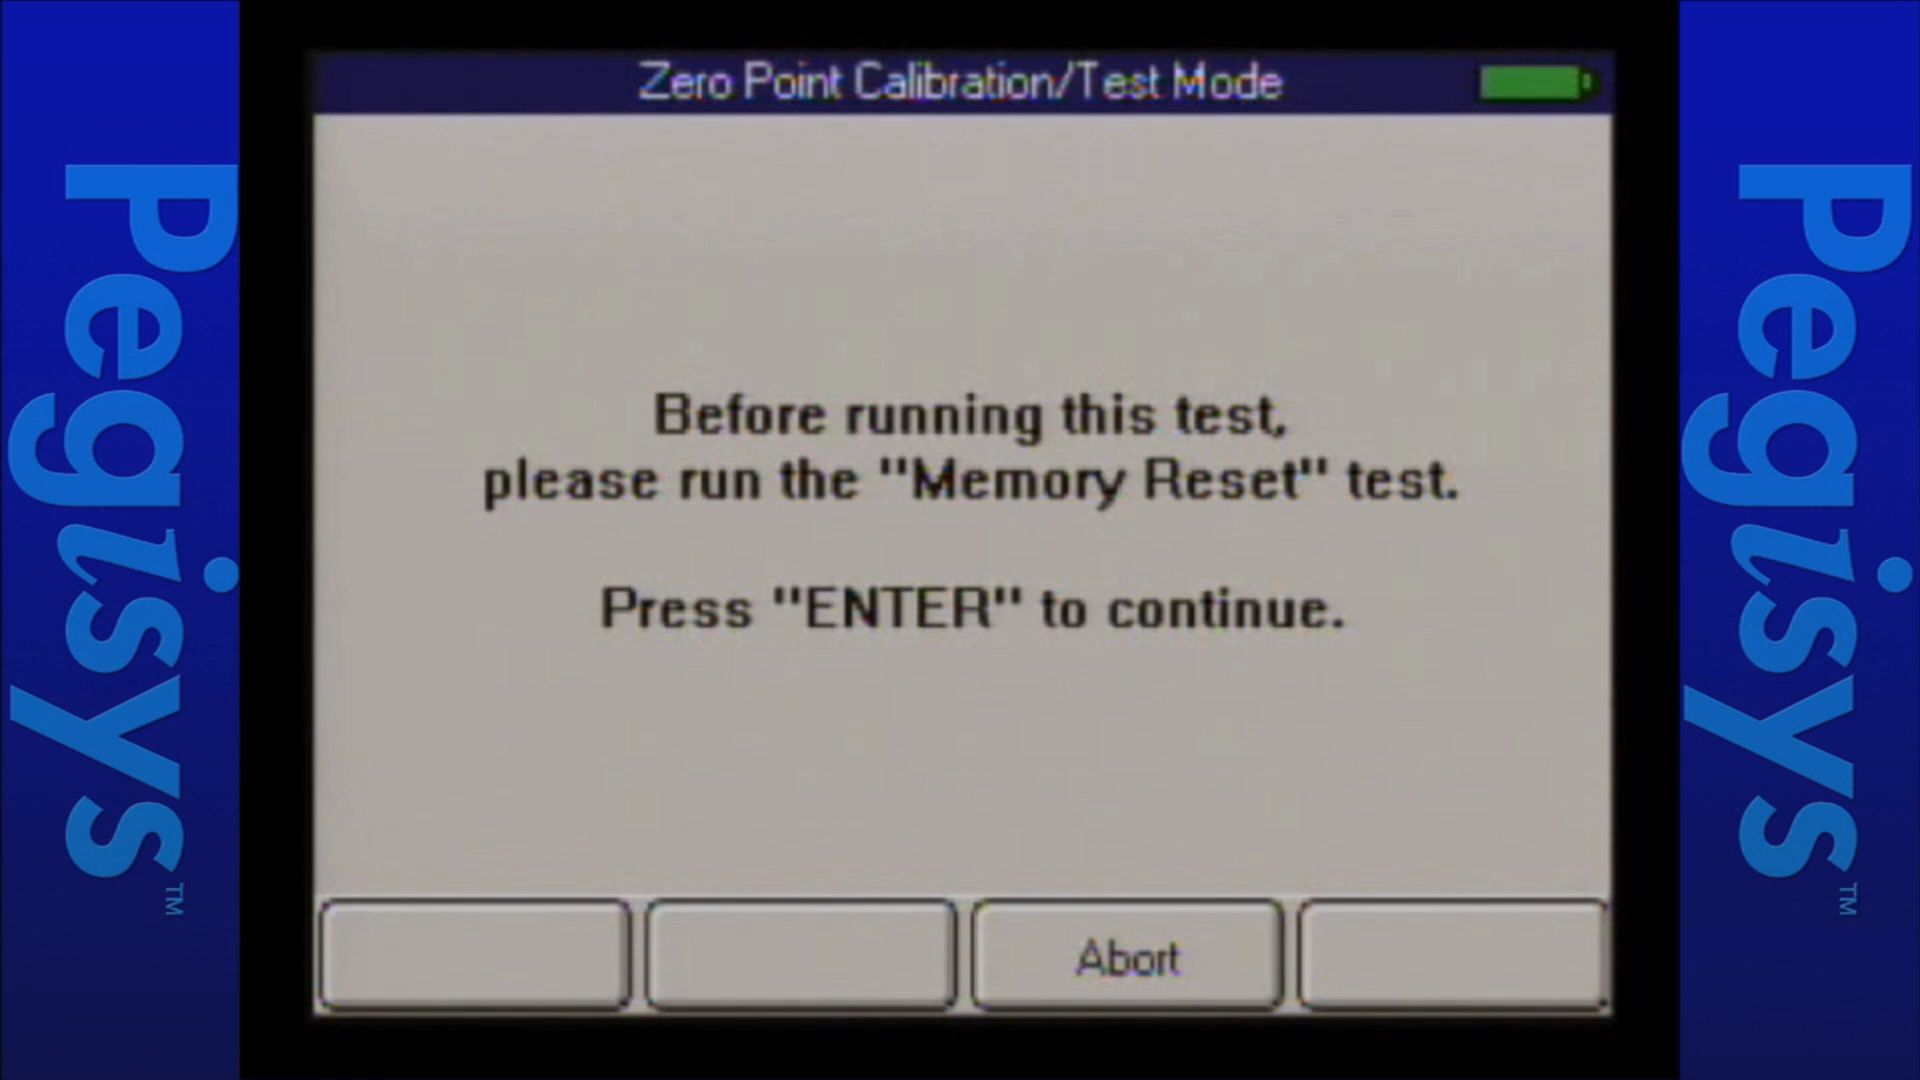 Zero Point Calibration/Test Mode
Before running this test,
please run the "Memory Reset" test.
Press "ENTER" to continue.
Abort
Pegisys™
Pegisys™